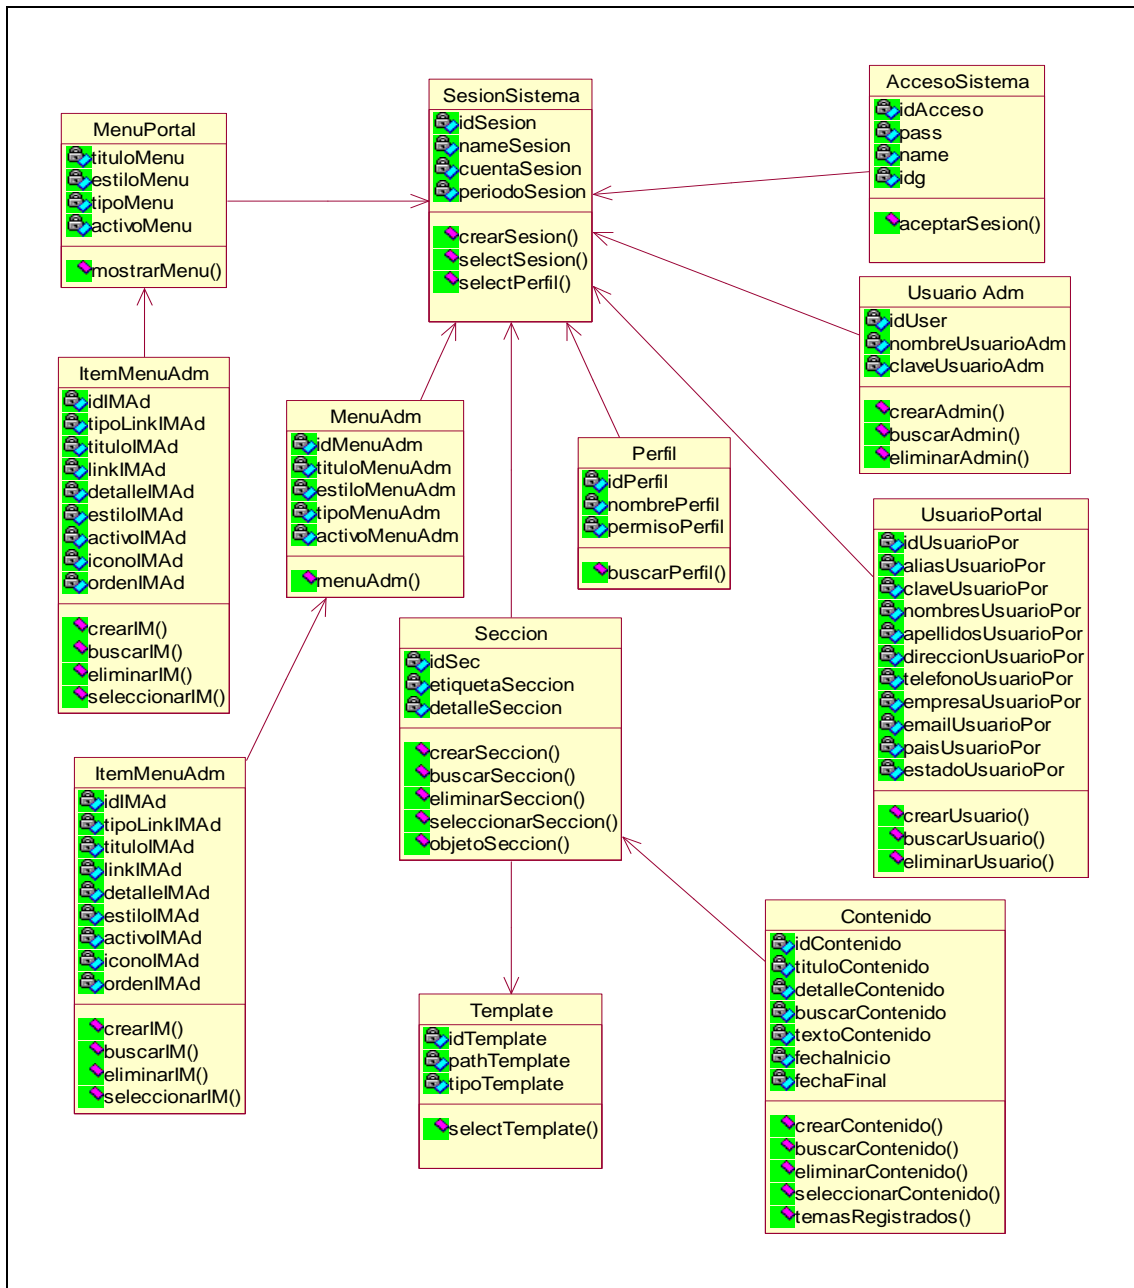 MenuPortal
tituloMenu
estiloMenu
tipoMenu
activoMenu
mostrarMenu()
SesionSistema
idSesion
nameSesion
cuentaSesion
periodoSesion
crearSesion()
selectSesion()
selectPerfil()
AccesoSistema
idAcceso
pass
name
idg
aceptarSesion()
Usuario Adm
idUser
nombreUsuarioAdm
claveUsuarioAdm
crearAdmin()
buscarAdmin()
eliminarAdmin()
ItemMenuAdm
idIMAd
tipoLinkIMAd
tituloIMAd
linkIMAd
detalleIMAd
estiloIMAd
activoIMAd
iconoIMAd
ordenIMAd
crearIM()
buscarIM()
eliminarIM()
seleccionarIM()
MenuAdm
idMenuAdm
tituloMenuAdm
estiloMenuAdm
tipoMenuAdm
activoMenuAdm
menuAdm()
Perfil
idPerfil
nombrePerfil
permisoPerfil
buscarPerfil()
UsuarioPortal
idUsuarioPor
aliasUsuarioPor
claveUsuarioPor
nombresUsuarioPor
apellidosUsuarioPor
direccionUsuarioPor
telefonoUsuarioPor
empresaUsuarioPor
emailUsuarioPor
paisUsuarioPor
estadoUsuarioPor
crearUsuario()
buscarUsuario()
eliminarUsuario()
Seccion
idSec
etiquetaSeccion
detalleSeccion
crearSeccion()
buscarSeccion()
eliminarSeccion()
seleccionarSeccion()
objetoSeccion()
ItemMenuAdm
idIMAd
tipoLinkIMAd
tituloIMAd
linkIMAd
detalleIMAd
estiloIMAd
activoIMAd
iconoIMAd
ordenIMAd
crearIM()
buscarIM()
eliminarIM()
seleccionarIM()
Template
idTemplate
pathTemplate
tipoTemplate
selectTemplate()
Contenido
idContenido
tituloContenido
detalleContenido
buscarContenido
textoContenido
fechaInicio
fechaFinal
crearContenido()
buscarContenido()
eliminarContenido()
seleccionarContenido()
temasRegistrados()